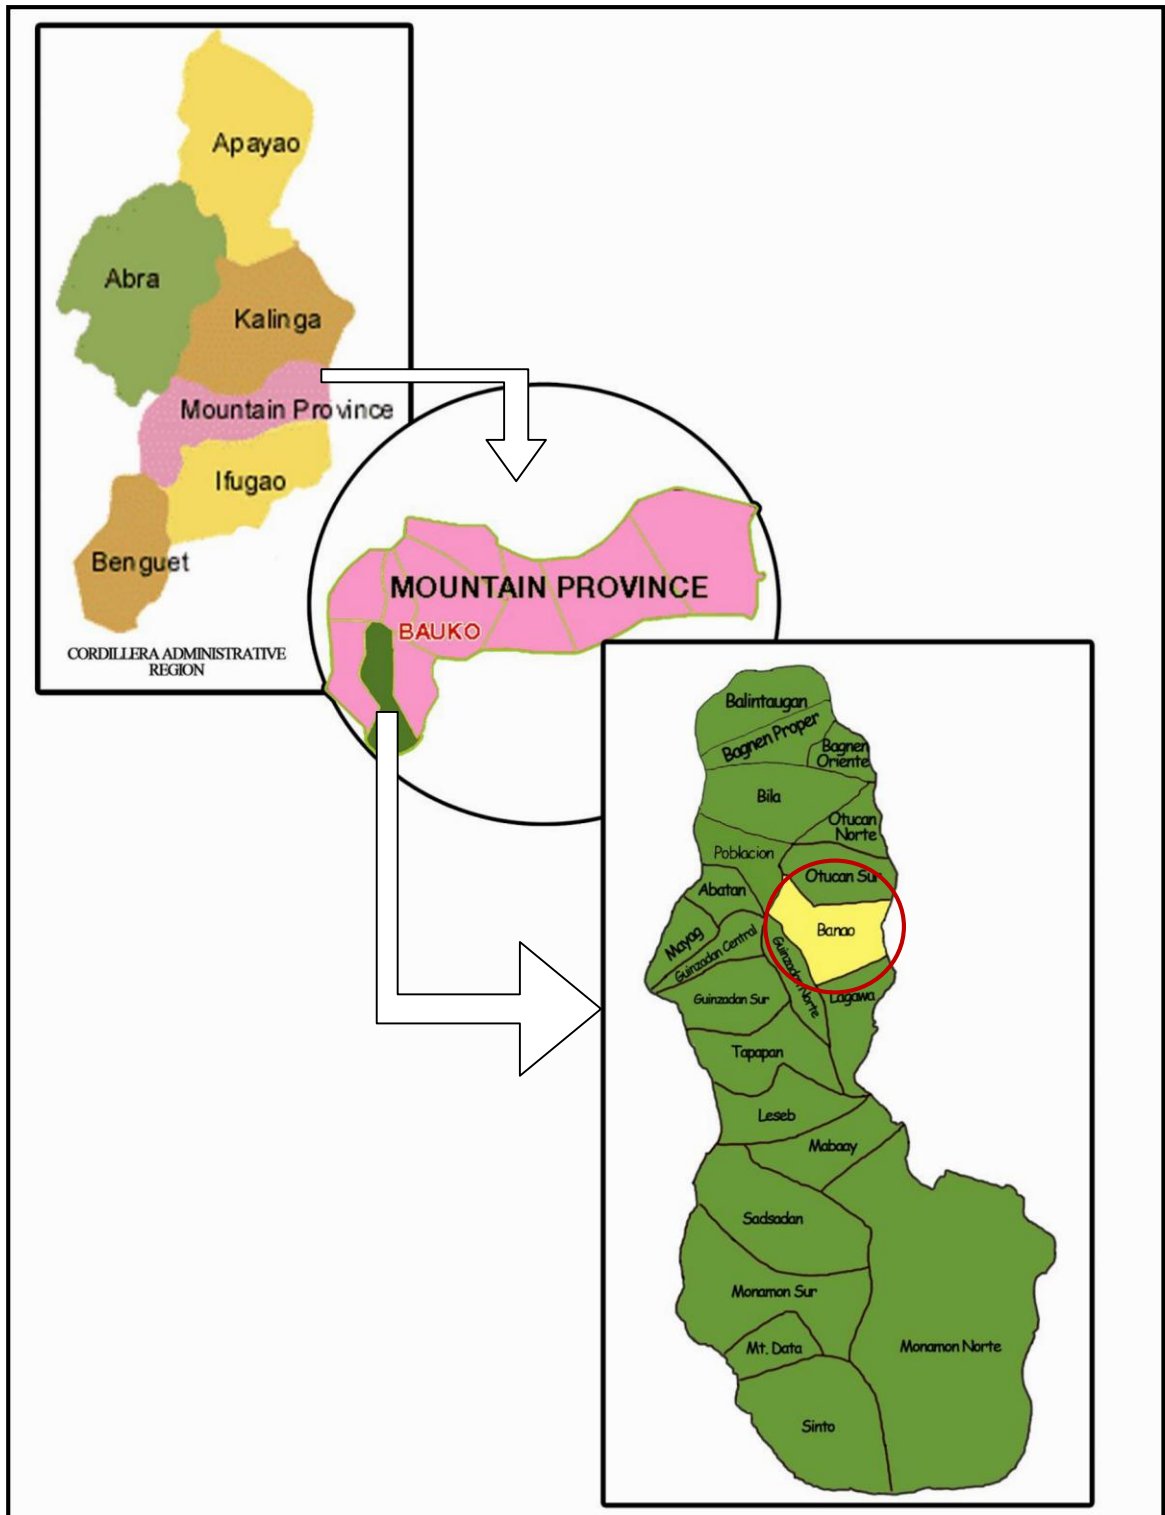 Apayao
Abra
Kalinga
Mountain Province
Ifugao
Benguet
CORDILLERA ADMINISTRATIVE
REGION
MOUNTAIN PROVINCE
BAUKO
Balintaugan
Bagnen Proper
Bagnen
Oriente
Bila
Otucan
Norte
Poblacion
Otucan Sur
Abatan
Banao
Mayag
Guinzadan Central
Guinzadan Norte
Guinzadan Sur
Lagawa
Tapapan
Leseb
Mabaay
Sadsadan
Monamon Sur
Mt. Data
Monamon Norte
Sinto